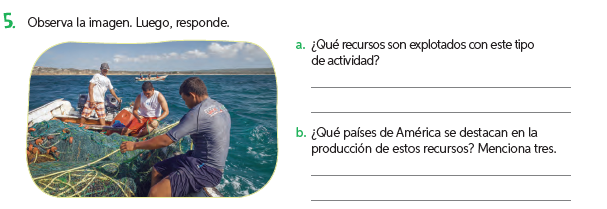 5. Observa la imagen. Luego, responde.
a. ¿Qué recursos son explotados con este tipo
de actividad?
b. ¿Qué países de América se destacan en la
producción de estos recursos? Menciona tres.